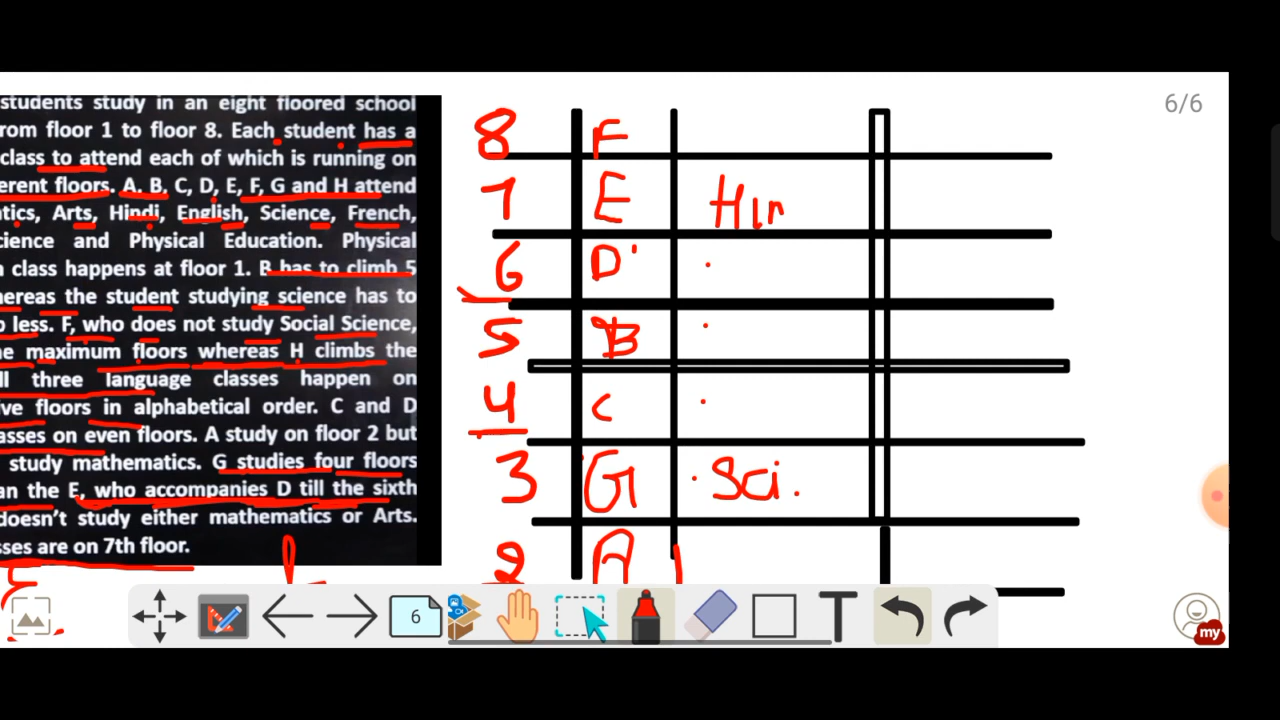 students study in an eight floored school
rom floor 1 to floor 8. Each student has a
class to attend each of which is running on
erent floors. A. B, C, D, E, F, G and H attend
tics, Arts, Hindi, English, Science, French,
cience and Physical Education. Physical
n class happens at floor 1. B has to climb 5
hereas the student studying science has to
o less. F, who does not study Social Science,
he maximum floors whereas H climbs the
ll three language classes happen on
ive floors in alphabetical order. C and D
asses on even floors. A study on floor 2 but
study mathematics. G studies four floors
an the E, who accompanies D till the sixth
doesn't study either mathematics or Arts.
sses are on 7th floor.
6/6
8 F
7 E Hin
6 D
5 B
4 C
3 G Sci.
2 A
6
T
my